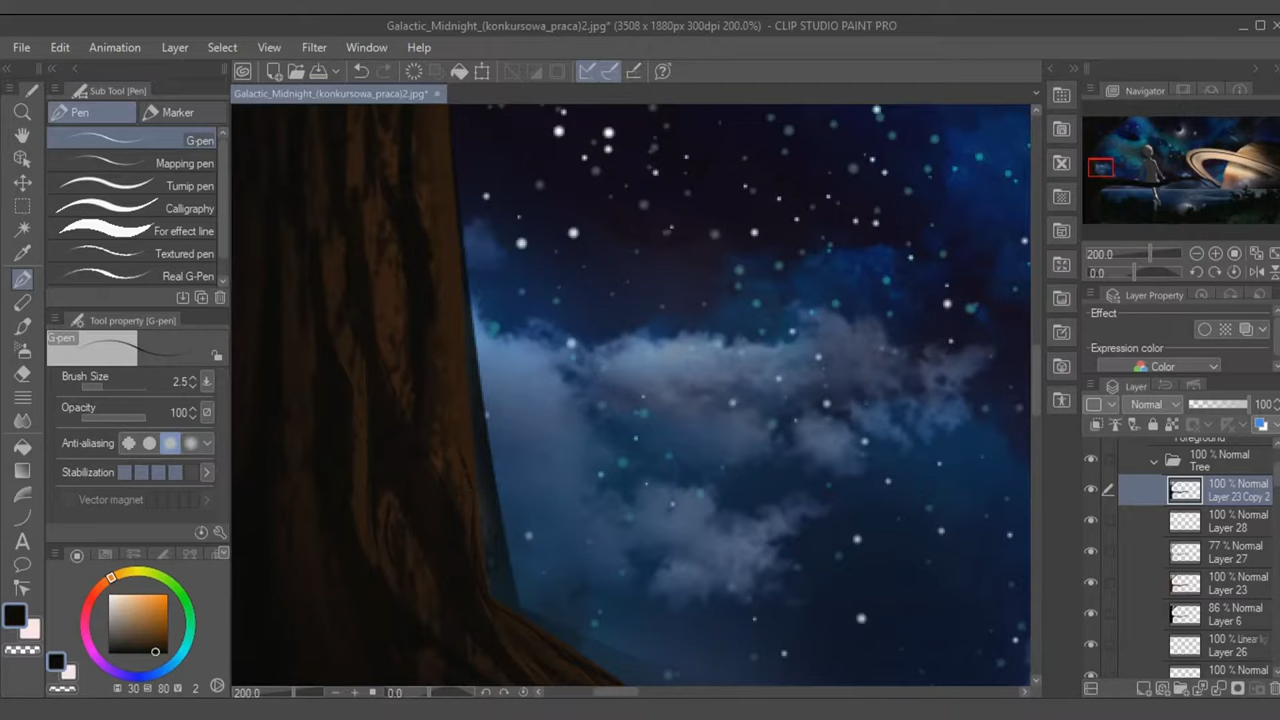 Galactic_Midnight_(konkursowa_praca)2.jpg* (3508 x 1880px 300dpi 200.0%) - CLIP STUDIO PAINT PRO
File Edit Animation Layer Select View Filter Window Help
Sub Tool [Pen]
Galactic_Midnight_(konkursowa_praca)2.jpg*
Navigator
Pen Marker
G-pen
Mapping pen
Turnip pen
Calligraphy
For effect line
Textured pen
Real G-Pen
200.0
0.0
Layer Property
Effect
Expression color
Color
Tool property [G-pen]
G-pen
Brush Size 2.5
Opacity 100
Anti-aliasing
Stabilization
Vector magnet
Layer
Normal 100
Foreground
100 % Normal
Tree
100 % Normal
Layer 23 Copy 2
100 % Normal
Layer 28
77 % Normal
Layer 27
100 % Normal
Layer 23
86 % Normal
Layer 6
100 % Linear li
Layer 26
100 % Normal
H 30 S 80 V 2
200.0 0.0